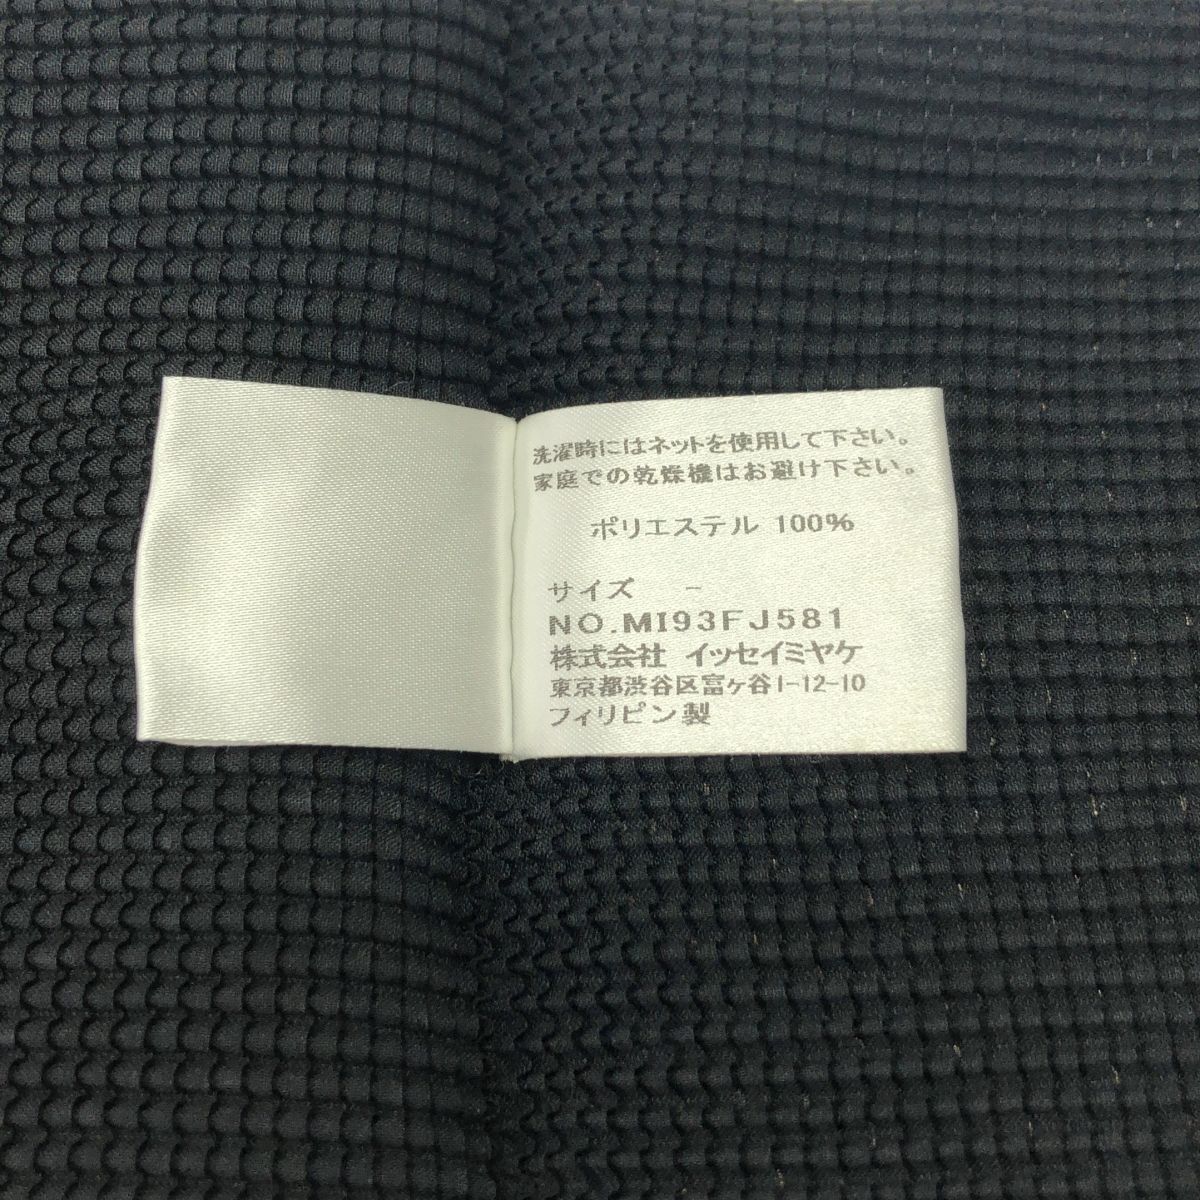 洗濯時にはネットを使用して下さい。
家庭での乾燥機はお避け下さい。
ポリエステル 100%
サイズ -
NO.MI93FJ581
株式会社 イッセイミヤケ
東京都渋谷区富ヶ谷1-12-10
フィリピン製